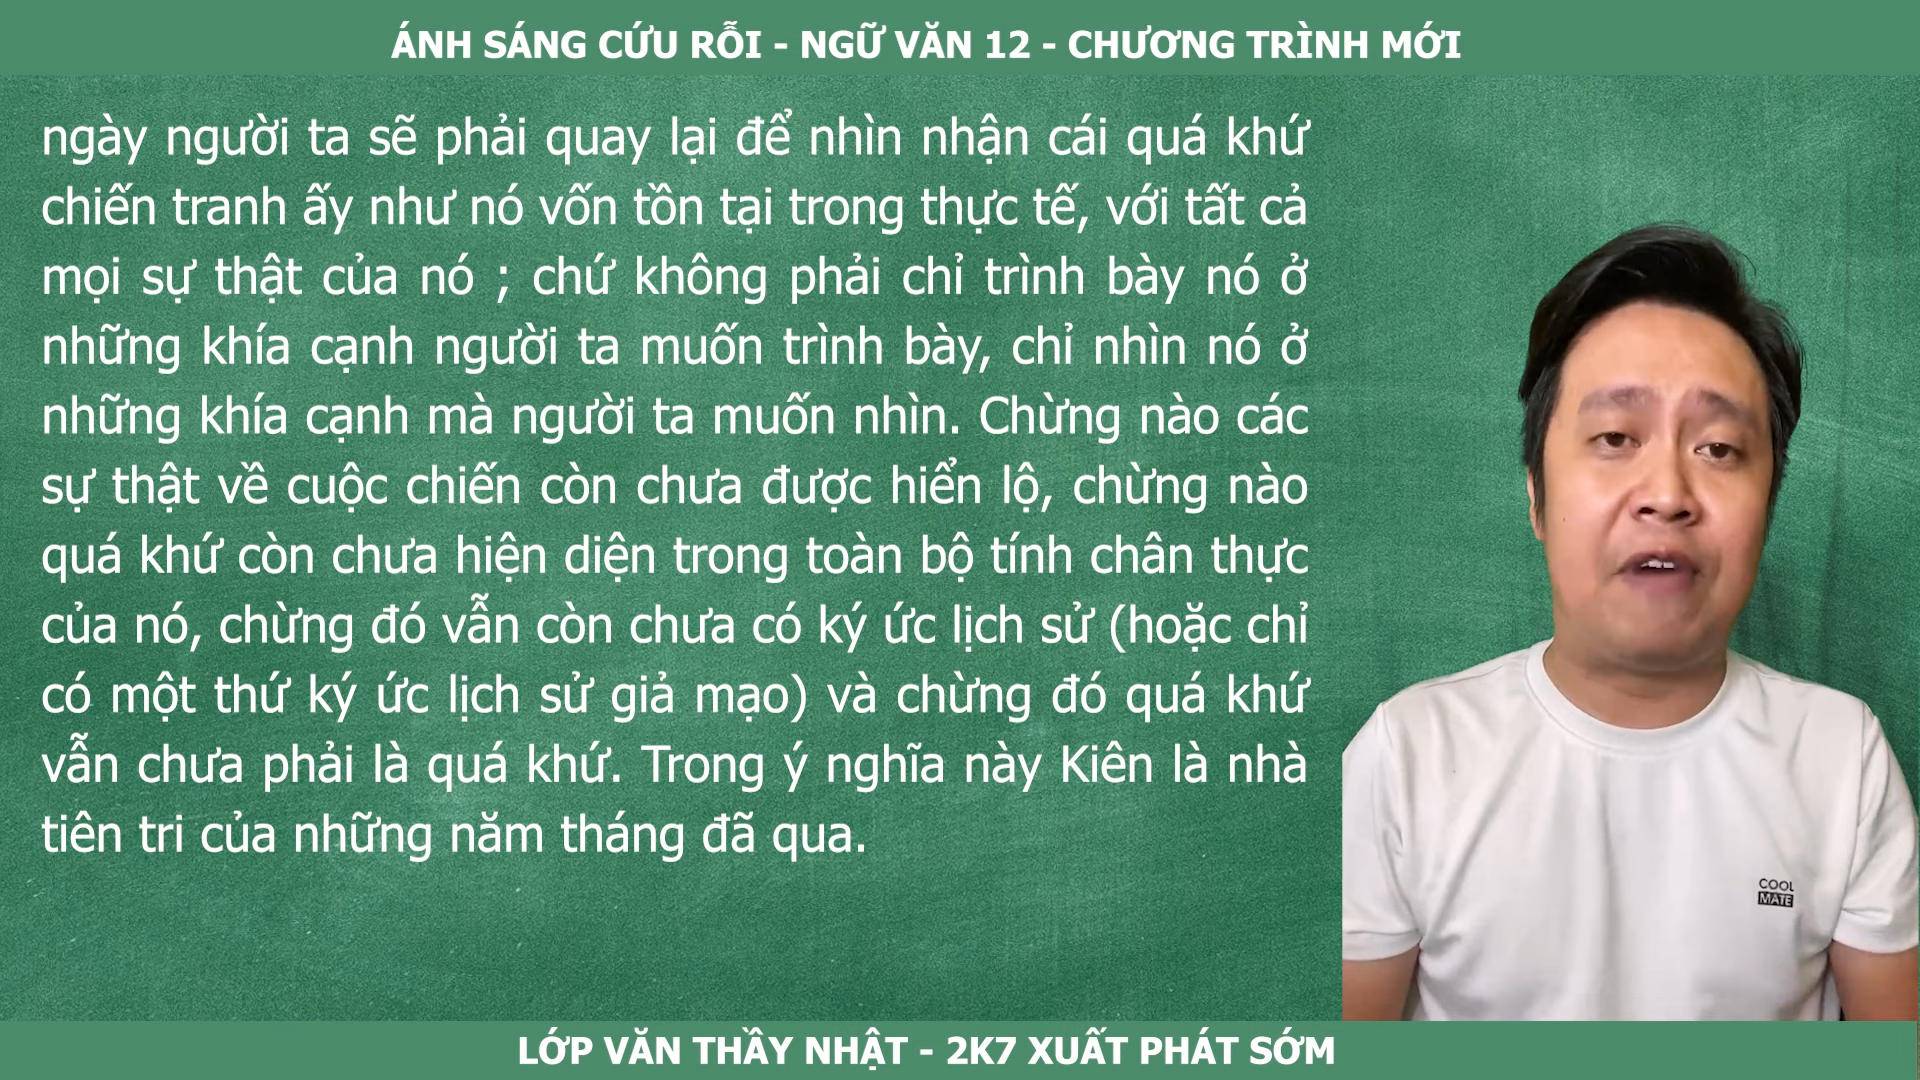 ÁNH SÁNG CỨU RỖI - NGỮ VĂN 12 - CHƯƠNG TRÌNH MỚI
ngày người ta sẽ phải quay lại để nhìn nhận cái quá khứ
chiến tranh ấy như nó vốn tồn tại trong thực tế, với tất cả
mọi sự thật của nó ; chứ không phải chỉ trình bày nó ở
những khía cạnh người ta muốn trình bày, chỉ nhìn nó ở
những khía cạnh mà người ta muốn nhìn. Chừng nào các
sự thật về cuộc chiến còn chưa được hiển lộ, chừng nào
quá khứ còn chưa hiện diện trong toàn bộ tính chân thực
của nó, chừng đó vẫn còn chưa có ký ức lịch sử (hoặc chỉ
có một thứ ký ức lịch sử giả mạo) và chừng đó quá khứ
vẫn chưa phải là quá khứ. Trong ý nghĩa này Kiên là nhà
tiên tri của những năm tháng đã qua.
COOL
MATE
LỚP VĂN THẦY NHẬT - 2K7 XUẤT PHÁT SỚM